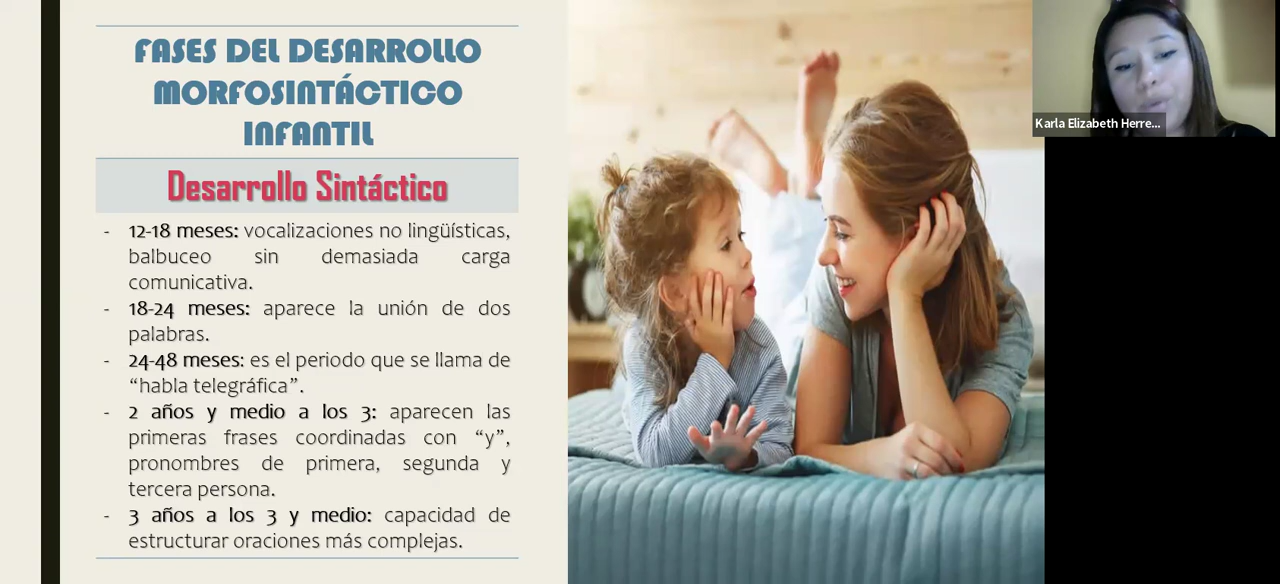 FASES DEL DESARROLLO
MORFOSINTÁCTICO
INFANTIL
Desarrollo Sintáctico
- 12-18 meses: vocalizaciones no lingüísticas,
balbuceo sin demasiada carga
comunicativa.
- 18-24 meses: aparece la unión de dos
palabras.
- 24-48 meses: es el periodo que se llama de
“habla telegráfica”.
- 2 años y medio a los 3: aparecen las
primeras frases coordinadas con “y”,
pronombres de primera, segunda y
tercera persona.
- 3 años a los 3 y medio: capacidad de
estructurar oraciones más complejas.
Karla Elizabeth Herre...